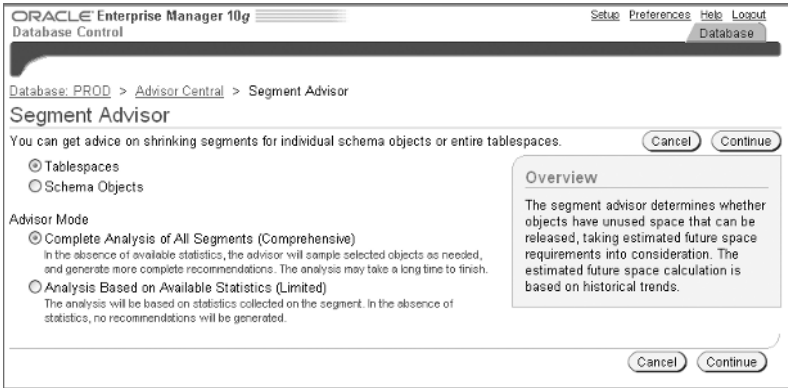 ORACLE Enterprise Manager 10g
Database Control
Setup Preferences Help Logout
Database
Database: PROD > Advisor Central > Segment Advisor
Segment Advisor
You can get advice on shrinking segments for individual schema objects or entire tablespaces.
Cancel Continue
Tablespaces
Schema Objects
Advisor Mode
Complete Analysis of All Segments (Comprehensive)
In the absence of available statistics, the advisor will sample selected objects as needed,
and generate more complete recommendations. The analysis may take a long time to finish.
Analysis Based on Available Statistics (Limited)
The analysis will be based on statistics collected on the segment. In the absence of
statistics, no recommendations will be generated.
Overview
The segment advisor determines whether
objects have unused space that can be
released, taking estimated future space
requirements into consideration. The
estimated future space calculation is
based on historical trends.
Cancel Continue